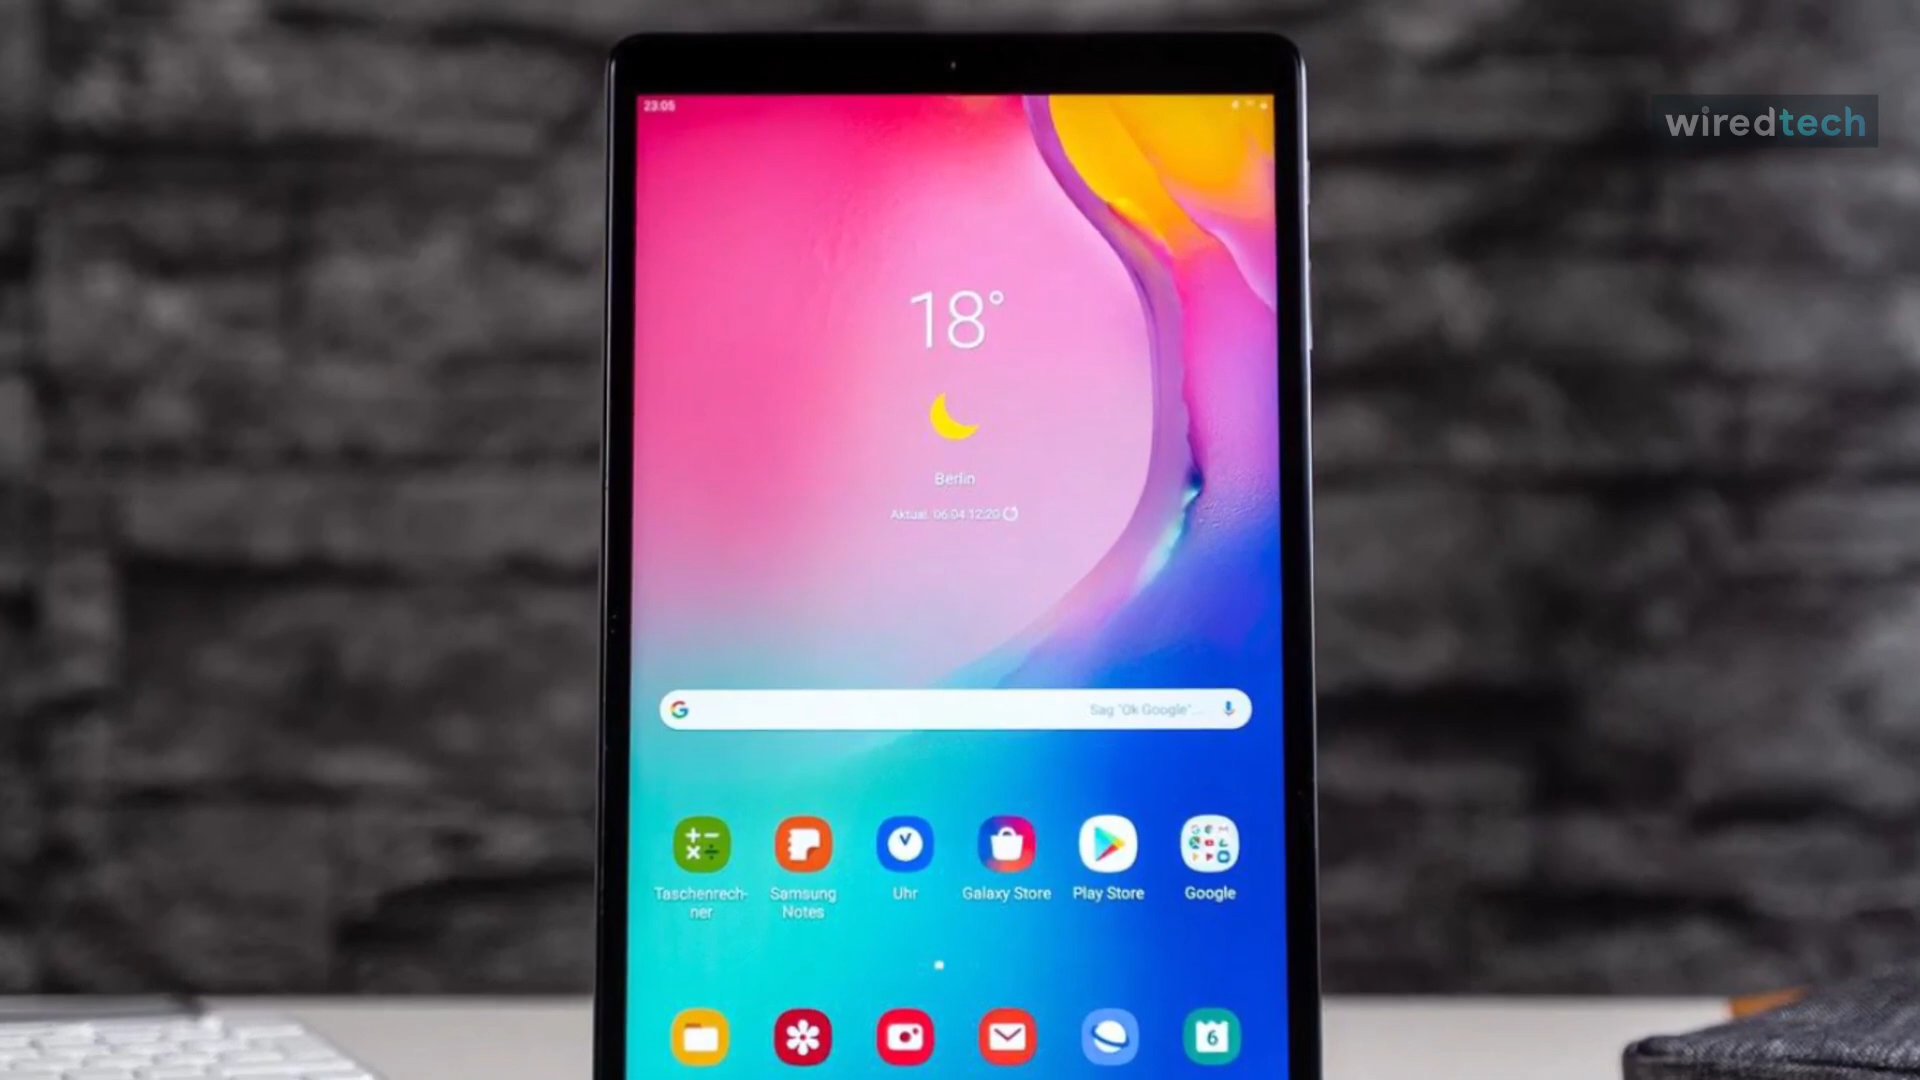 wiredtech
23:05
18°
Berlin
Aktual. 06.04 12:20
Sag "Ok Google"...
Taschenrech-
ner
Samsung
Notes
Uhr
Galaxy Store
Play Store
Google
6